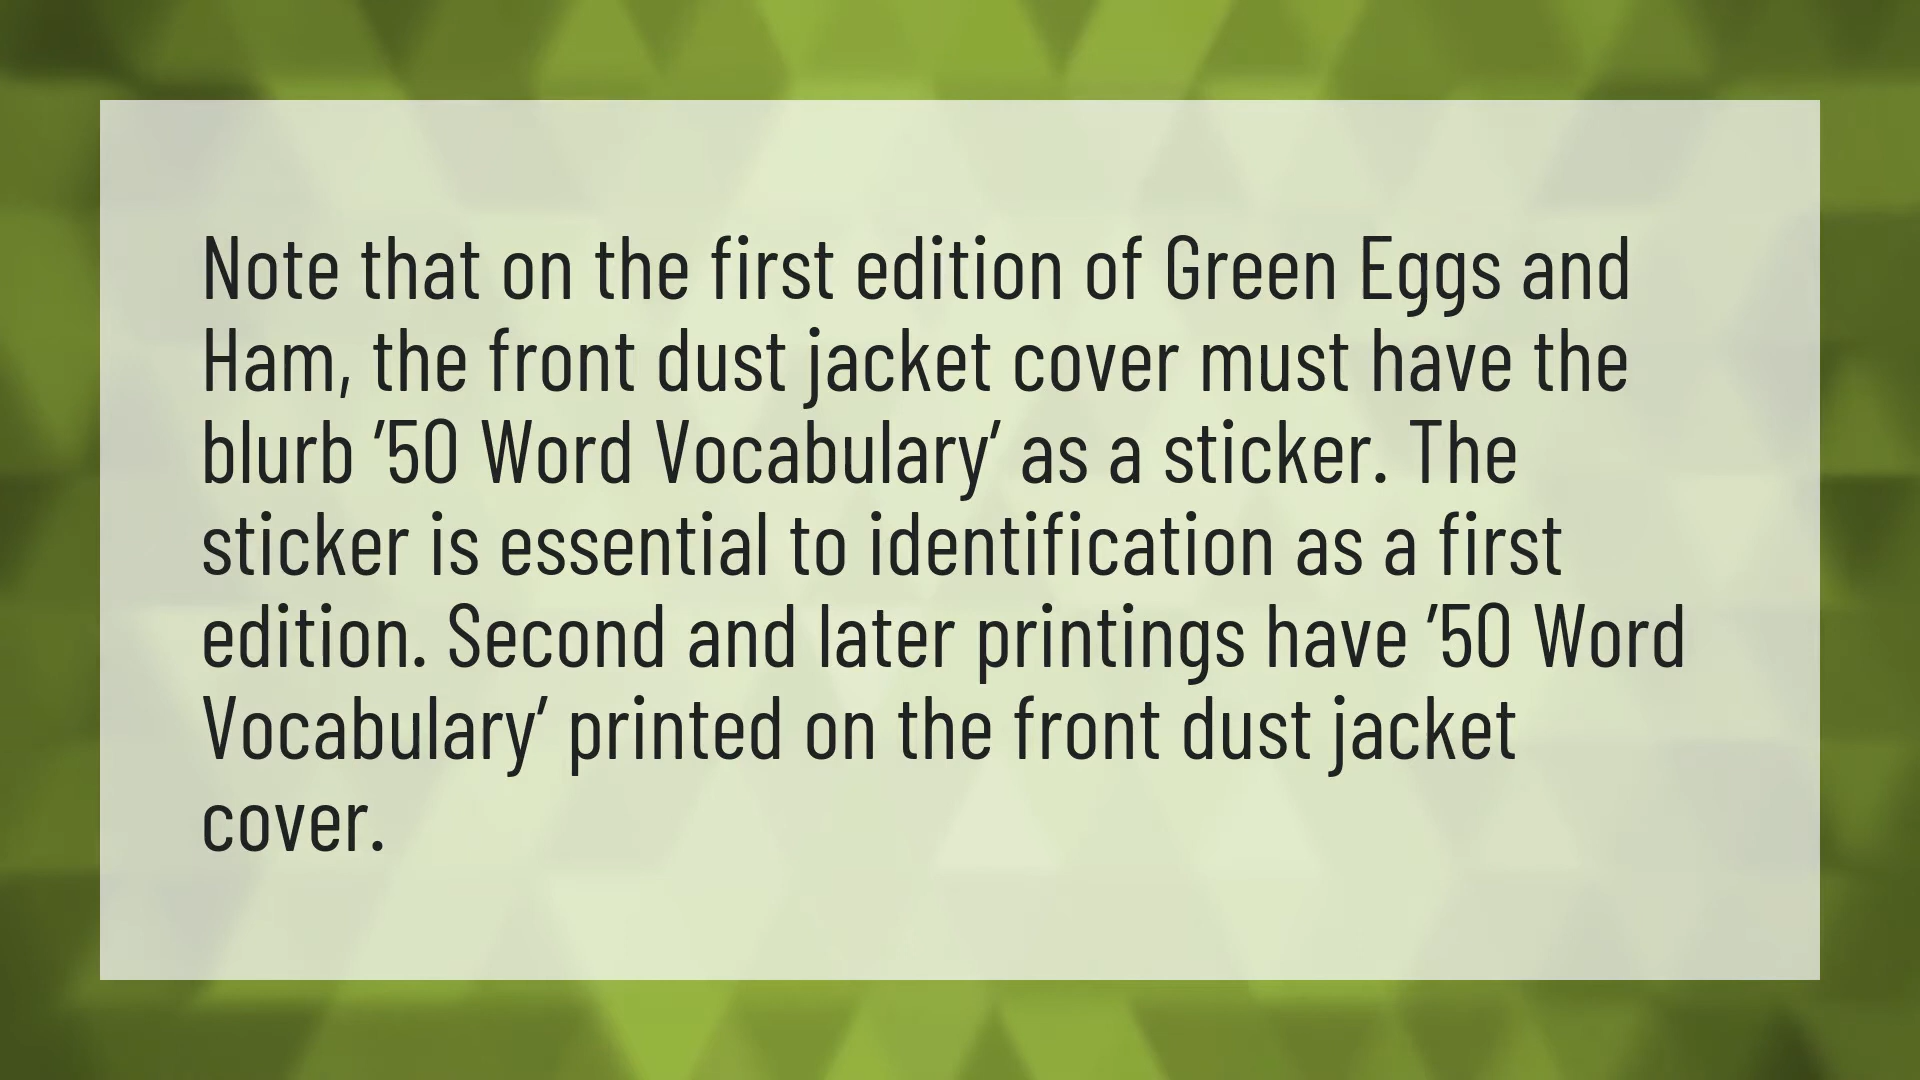 Note that on the first edition of Green Eggs and
Ham, the front dust jacket cover must have the
blurb '50 Word Vocabulary' as a sticker. The
sticker is essential to identification as a first
edition. Second and later printings have '50 Word
Vocabulary' printed on the front dust jacket
cover.